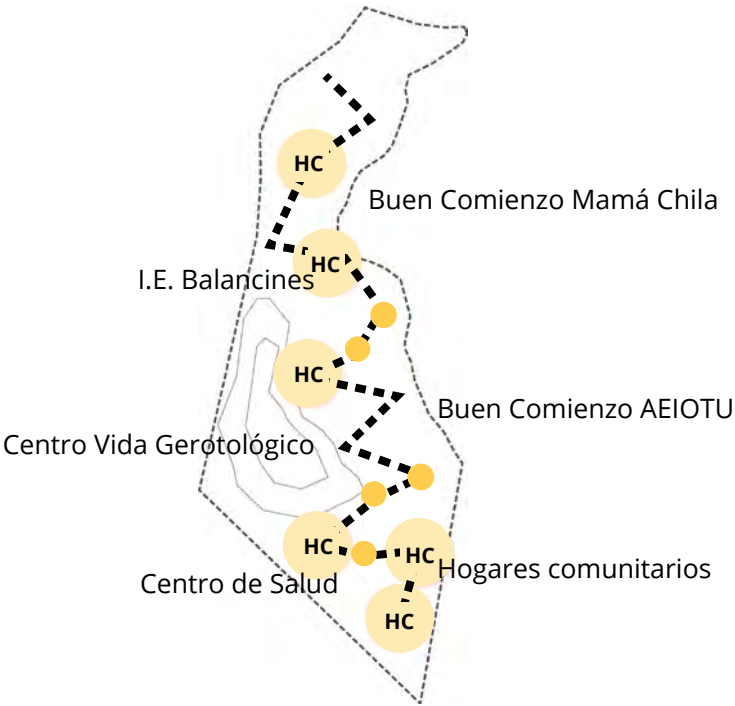 HC
Buen Comienzo Mamá Chila
HC
I.E. Balancines
HC
Buen Comienzo AEIOTU
Centro Vida Gerotológico
HC
HC
Hogares comunitarios
Centro de Salud
HC